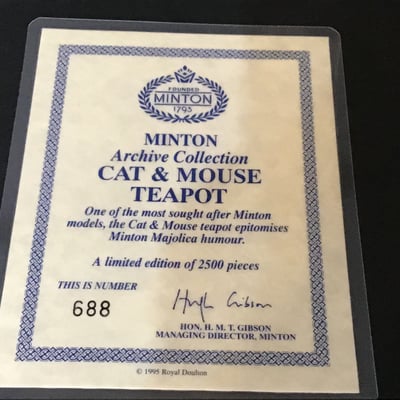 FOUNDED
MINTON
1793
MINTON
Archive Collection
CAT & MOUSE
TEAPOT
One of the most sought after Minton
models, the Cat & Mouse teapot epitomises
Minton Majolica humour.
A limited edition of 2500 pieces
THIS IS NUMBER
688
Hugh Gibson
HON. H. M. T. GIBSON
MANAGING DIRECTOR, MINTON
© 1995 Royal Doulton